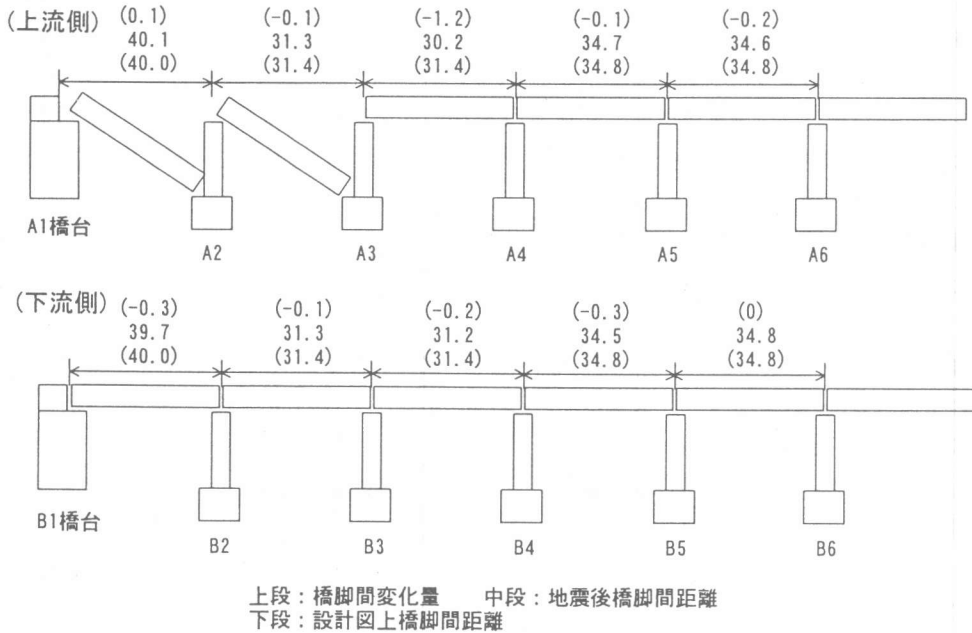 (上流側) (0.1) (-0.1) (-1.2) (-0.1) (-0.2)
40.1 31.3 30.2 34.7 34.6
(40.0) (31.4) (31.4) (34.8) (34.8)
A1橋台 A2 A3 A4 A5 A6
(下流側) (-0.3) (-0.1) (-0.2) (-0.3) (0)
39.7 31.3 31.2 34.5 34.8
(40.0) (31.4) (31.4) (34.8) (34.8)
B1橋台 B2 B3 B4 B5 B6
上段:橋脚間変化量 中段:地震後橋脚間距離
下段:設計図上橋脚間距離